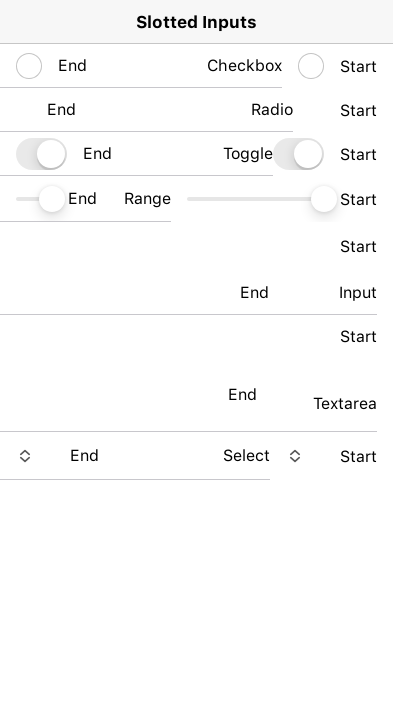 Slotted Inputs
End Checkbox Start
End Radio Start
End Toggle Start
End Range Start
Start
End Input
Start
End Textarea
End Select Start